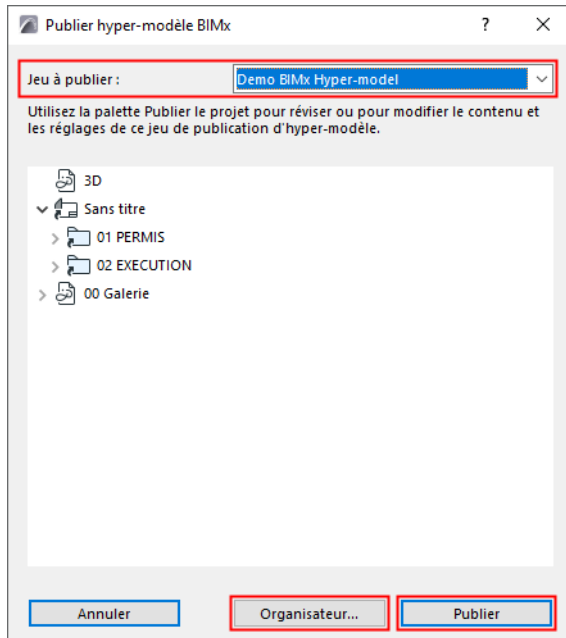 Publier hyper-modèle BIMx
?
Jeu à publier :
Demo BIMx Hyper-model
Utilisez la palette Publier le projet pour réviser ou pour modifier le contenu et
les réglages de ce jeu de publication d'hyper-modèle.
3D
Sans titre
01 PERMIS
02 EXECUTION
00 Galerie
Annuler
Organisateur...
Publier